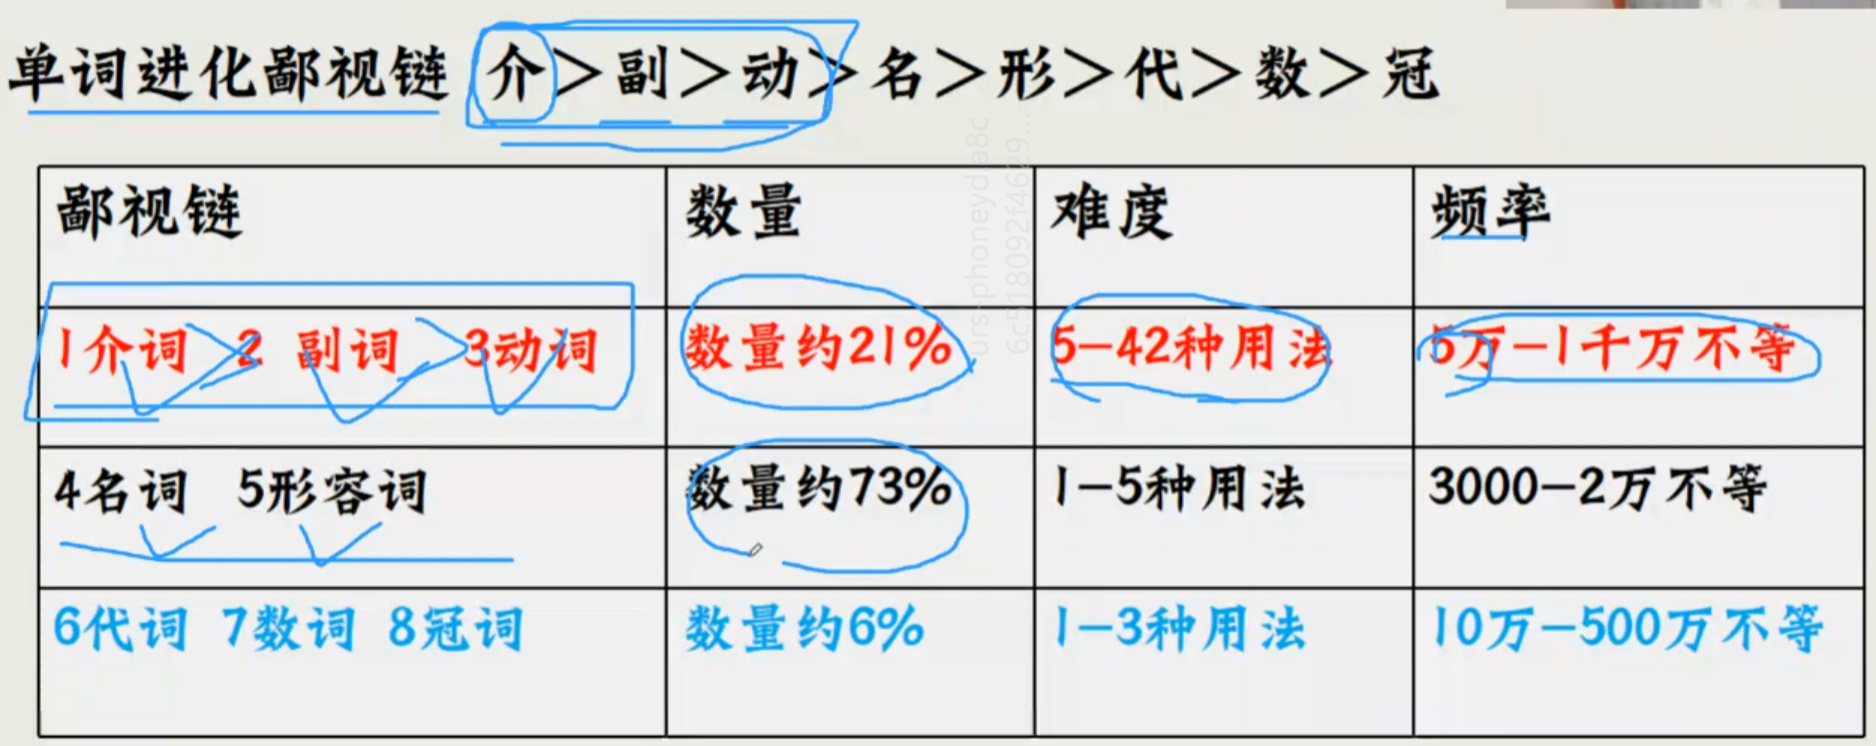 单词进化鄙视链 介>副>动>名>形>代>数>冠
鄙视链 数量 难度 频率
1介词>2 副词>3动词 数量约21% 5-42种用法 5万-1千万不等
4名词 5形容词 数量约73% 1-5种用法 3000-2万不等
6代词 7数词 8冠词 数量约6% 1-3种用法 10万-500万不等
urs-phoneyd.a8c
6c518092f4629...